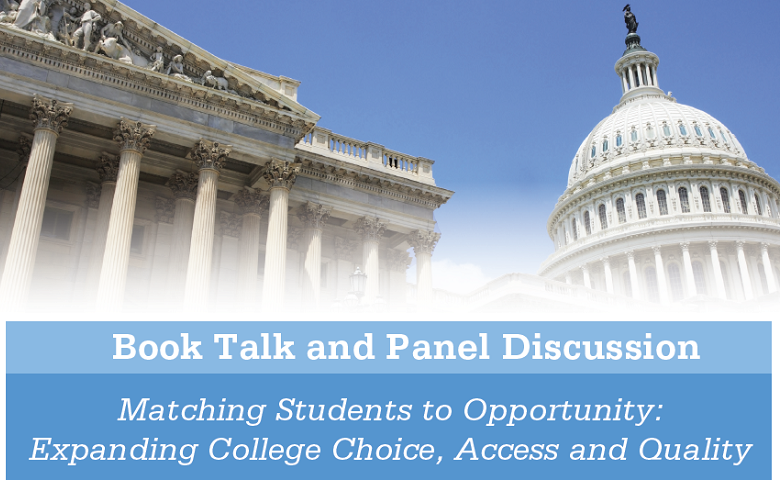 Book Talk and Panel Discussion
Matching Students to Opportunity:
Expanding College Choice, Access and Quality